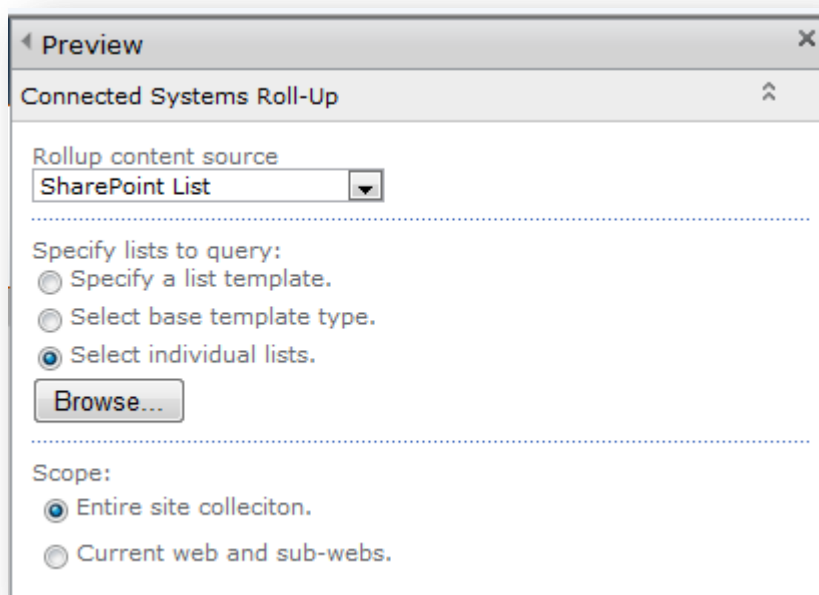 Preview
Connected Systems Roll-Up
Rollup content source
SharePoint List
Specify lists to query:
Specify a list template.
Select base template type.
Select individual lists.
Browse...
Scope:
Entire site colleciton.
Current web and sub-webs.